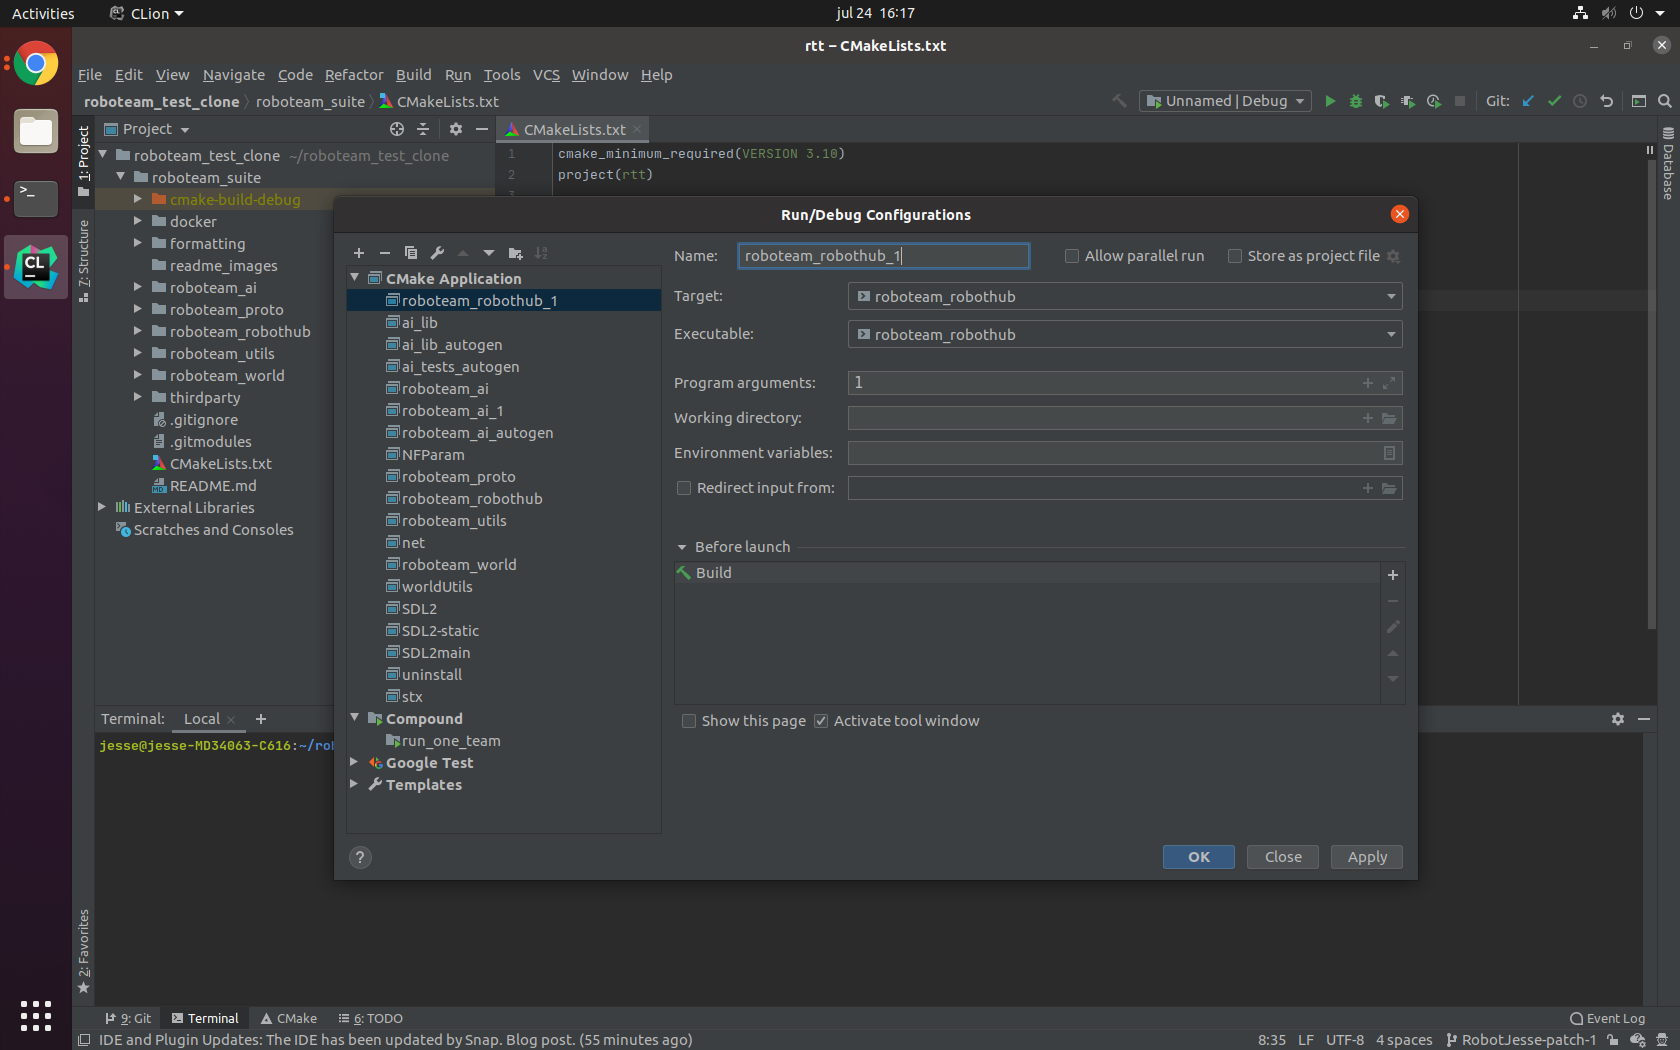 Activities CLion jul 24 16:17
rtt – CMakeLists.txt
File Edit View Navigate Code Refactor Build Run Tools VCS Window Help
roboteam_test_clone roboteam_suite CMakeLists.txt Unnamed | Debug Git:
Project CMakeLists.txt
1: Project
7: Structure
2: Favorites
Database
roboteam_test_clone ~/roboteam_test_clone
roboteam_suite
cmake-build-debug
docker
formatting
readme_images
roboteam_ai
roboteam_proto
roboteam_robothub
roboteam_utils
roboteam_world
thirdparty
.gitignore
.gitmodules
CMakeLists.txt
README.md
External Libraries
Scratches and Consoles
1 cmake_minimum_required(VERSION 3.10)
2 project(rtt)
Run/Debug Configurations
CMake Application
roboteam_robothub_1
ai_lib
ai_lib_autogen
ai_tests_autogen
roboteam_ai
roboteam_ai_1
roboteam_ai_autogen
NFParam
roboteam_proto
roboteam_robothub
roboteam_utils
net
roboteam_world
worldUtils
SDL2
SDL2-static
SDL2main
uninstall
stx
Compound
run_one_team
Google Test
Templates
Name: roboteam_robothub_1 Allow parallel run Store as project file
Target: roboteam_robothub
Executable: roboteam_robothub
Program arguments: 1
Working directory:
Environment variables:
Redirect input from:
Before launch
Build
Show this page Activate tool window
? OK Close Apply
Terminal: Local
jesse@jesse-MD34063-C616:~/ro
9: Git Terminal CMake 6: TODO Event Log
IDE and Plugin Updates: The IDE has been updated by Snap. Blog post. (55 minutes ago) 8:35 LF UTF-8 4 spaces RobotJesse-patch-1